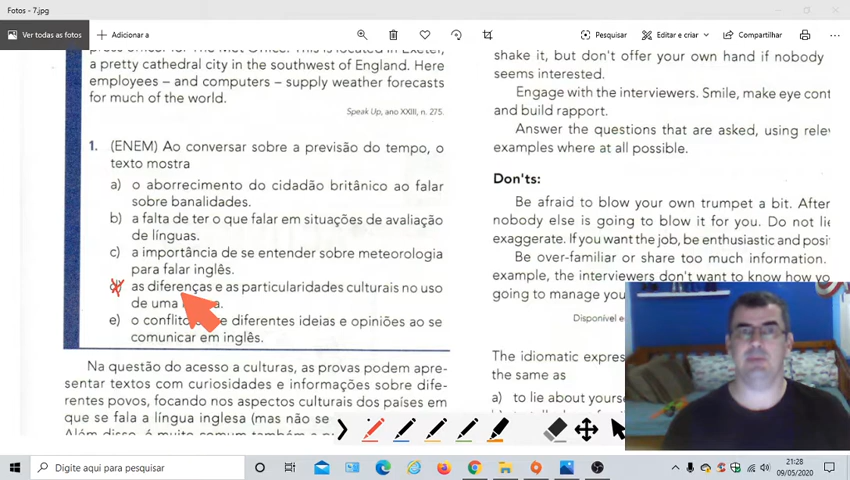 Fotos - 7.jpg
Ver todas as fotos
Adicionar a
Pesquisar
Editar e criar
Compartilhar
a pretty cathedral city in the southwest of England. Here
employees – and computers – supply weather forecasts
for much of the world.
Speak Up, ano XXIII, n. 275.
1. (ENEM) Ao conversar sobre a previsão do tempo, o
texto mostra
a) o aborrecimento do cidadão britânico ao falar
sobre banalidades.
b) a falta de ter o que falar em situações de avaliação
de línguas.
c) a importância de se entender sobre meteorologia
para falar inglês.
d) as diferenças e as particularidades culturais no uso
de uma
e) o conflito diferentes ideias e opiniões ao se
comunicar em inglês.
Na questão do acesso a culturas, as provas podem apre-
sentar textos com curiosidades e informações sobre dife-
rentes povos, focando nos aspectos culturais dos países em
que se fala a língua inglesa (mas não se
Além disso, é muito comum também a
shake it, but don't offer your own hand if nobody
seems interested.
Engage with the interviewers. Smile, make eye cont
and build rapport.
Answer the questions that are asked, using relev
examples where at all possible.
Don'ts:
Be afraid to blow your own trumpet a bit. After
nobody else is going to blow it for you. Do not lie
exaggerate. If you want the job, be enthusiastic and posi
Be over-familiar or share too much information.
example, the interviewers don't want to know how yo
going to manage you
Disponível e
The idiomatic expres
the same as
a) to lie about yourse
Digite aqui para pesquisar
21:28
09/05/2020